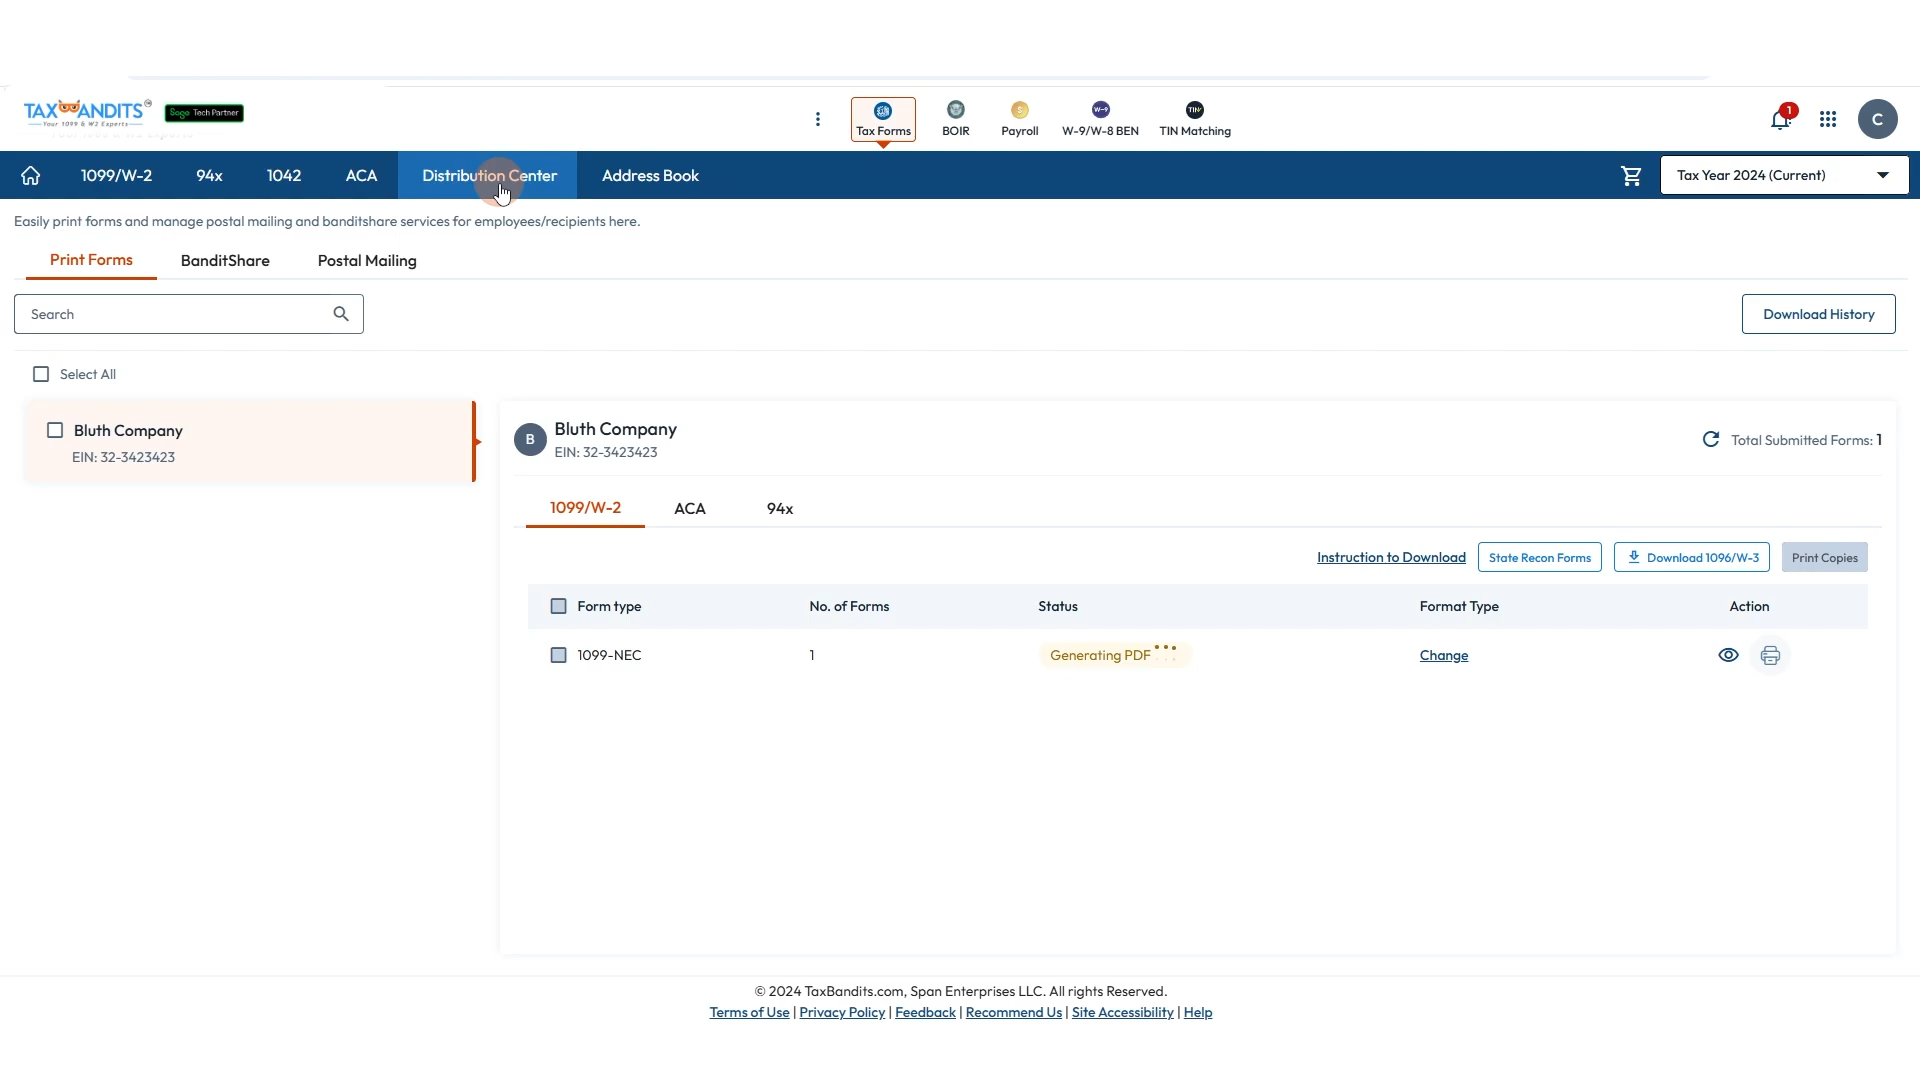 TAXBANDITS
Your 1099 & W2 Experts
Sage Tech Partner
Tax Forms
BOIR
Payroll
W-9
W-9/W-8 BEN
TIN
TIN Matching
1
C
1099/W-2
94x
1042
ACA
Distribution Center
Address Book
Tax Year 2024 (Current)
Easily print forms and manage postal mailing and banditshare services for employees/recipients here.
Print Forms
BanditShare
Postal Mailing
Search
Download History
Select All
Bluth Company
EIN: 32-3423423
B
Bluth Company
EIN: 32-3423423
Total Submitted Forms: 1
1099/W-2
ACA
94x
Instruction to Download
State Recon Forms
Download 1096/W-3
Print Copies
Form type
No. of Forms
Status
Format Type
Action
1099-NEC
1
Generating PDF
Change
© 2024 TaxBandits.com, Span Enterprises LLC. All rights Reserved.
Terms of Use | Privacy Policy | Feedback | Recommend Us | Site Accessibility | Help